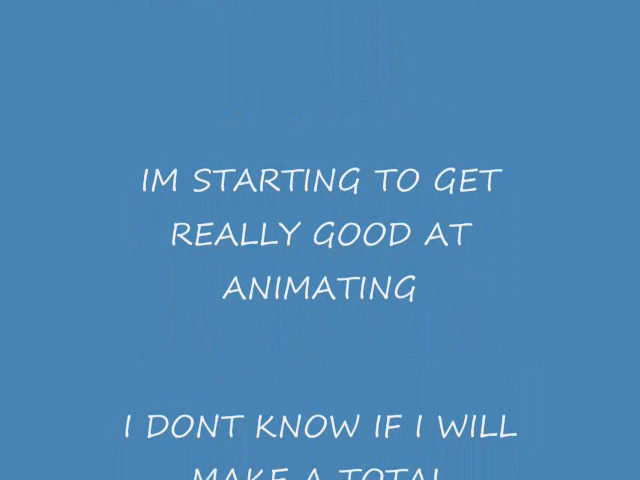 IM STARTING TO GET
REALLY GOOD AT
ANIMATING
I DONT KNOW IF I WILL
MAKE A TOTAL